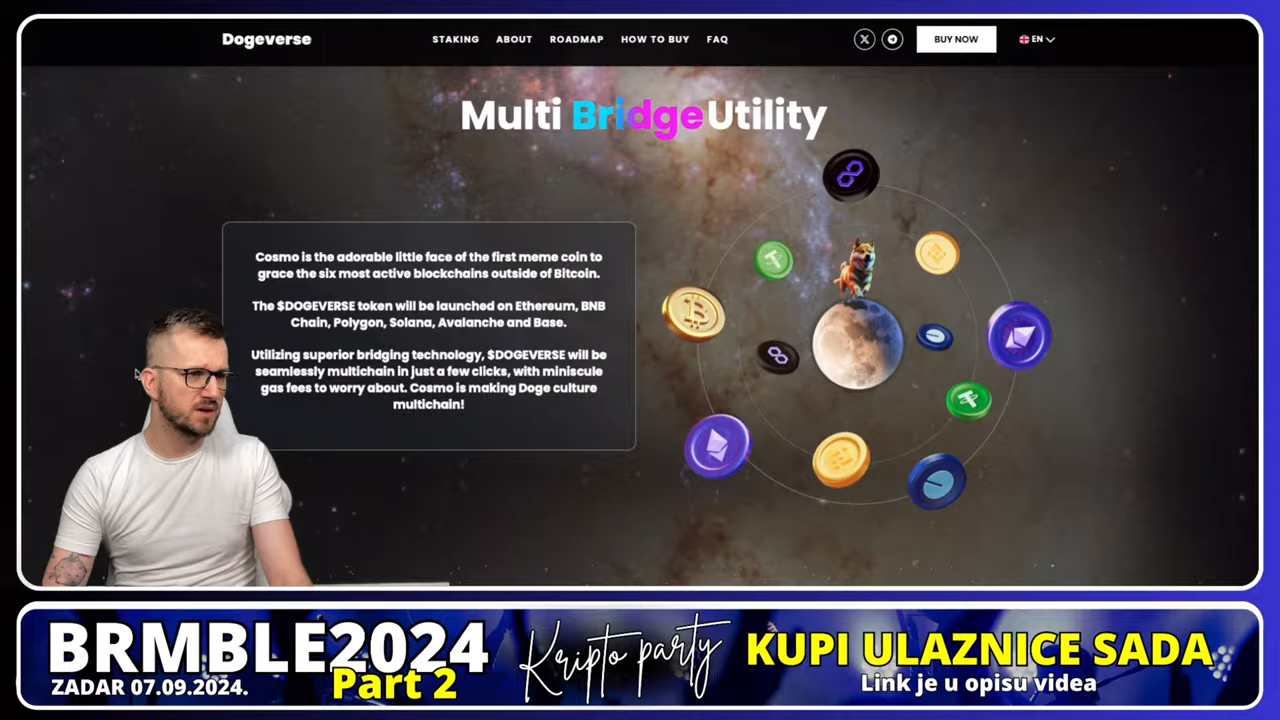 Dogeverse
STAKING
ABOUT
ROADMAP
HOW TO BUY
FAQ
BUY NOW
EN
Multi Bridge Utility
Cosmo is the adorable little face of the first meme coin to
grace the six most active blockchains outside of Bitcoin.
The $DOGEVERSE token will be launched on Ethereum, BNB
Chain, Polygon, Solana, Avalanche and Base.
Utilizing superior bridging technology, $DOGEVERSE will be
seamlessly multichain in just a few clicks, with miniscule
gas fees to worry about. Cosmo is making Doge culture
multichain!
BRMBLE2024
Part 2
ZADAR 07.09.2024.
Kripto party
KUPI ULAZNICE SADA
Link je u opisu videa